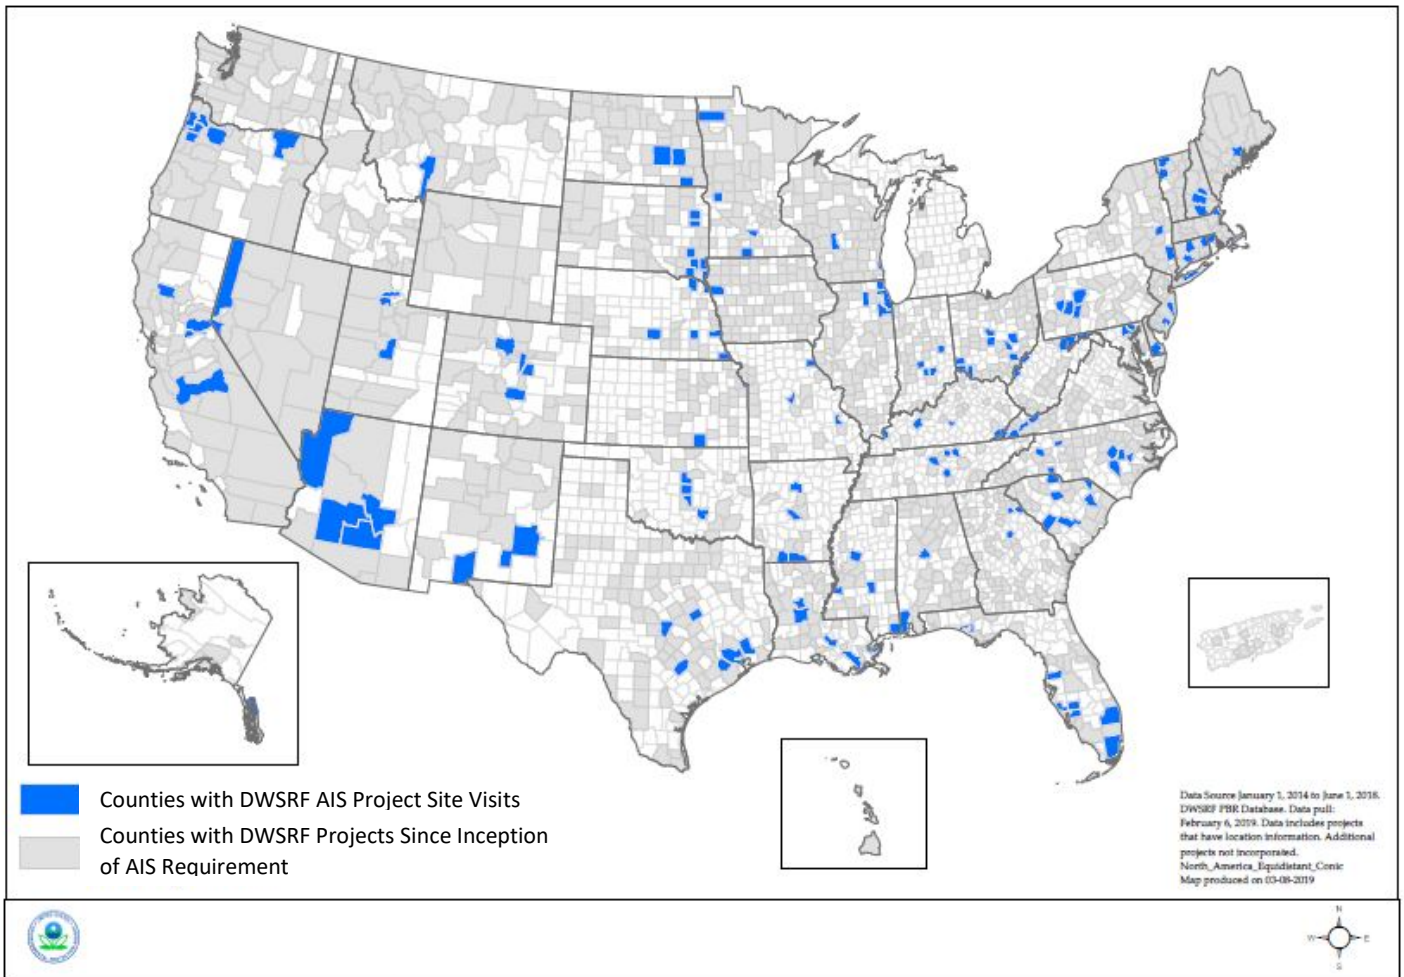 Counties with DWSRF AIS Project Site Visits
Counties with DWSRF Projects Since Inception
of AIS Requirement
Data Source January 1, 2014 to June 1, 2018.
DWSRF PBR Database. Data pull:
February 6, 2019. Data includes projects
that have location information. Additional
projects not incorporated.
North_America_Equidistant_Conic
Map produced on 03-08-2019
N
W
E
S